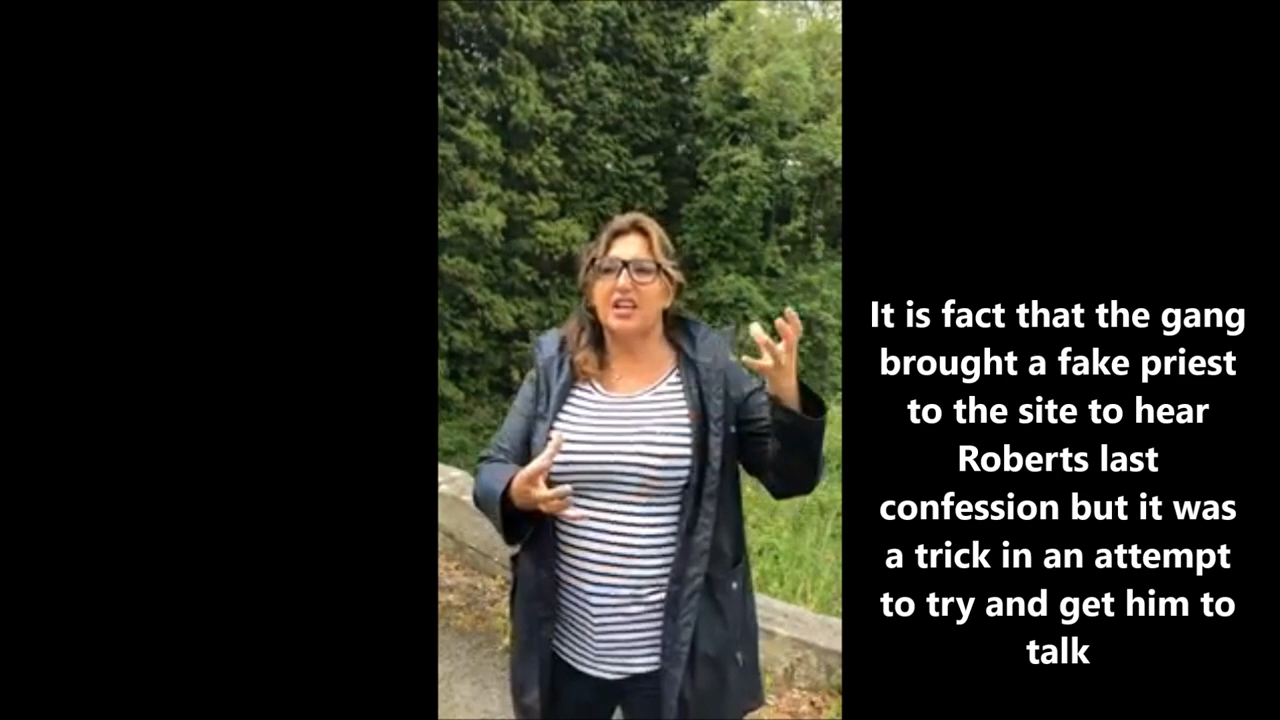 It is fact that the gang
brought a fake priest
to the site to hear
Roberts last
confession but it was
a trick in an attempt
to try and get him to
talk